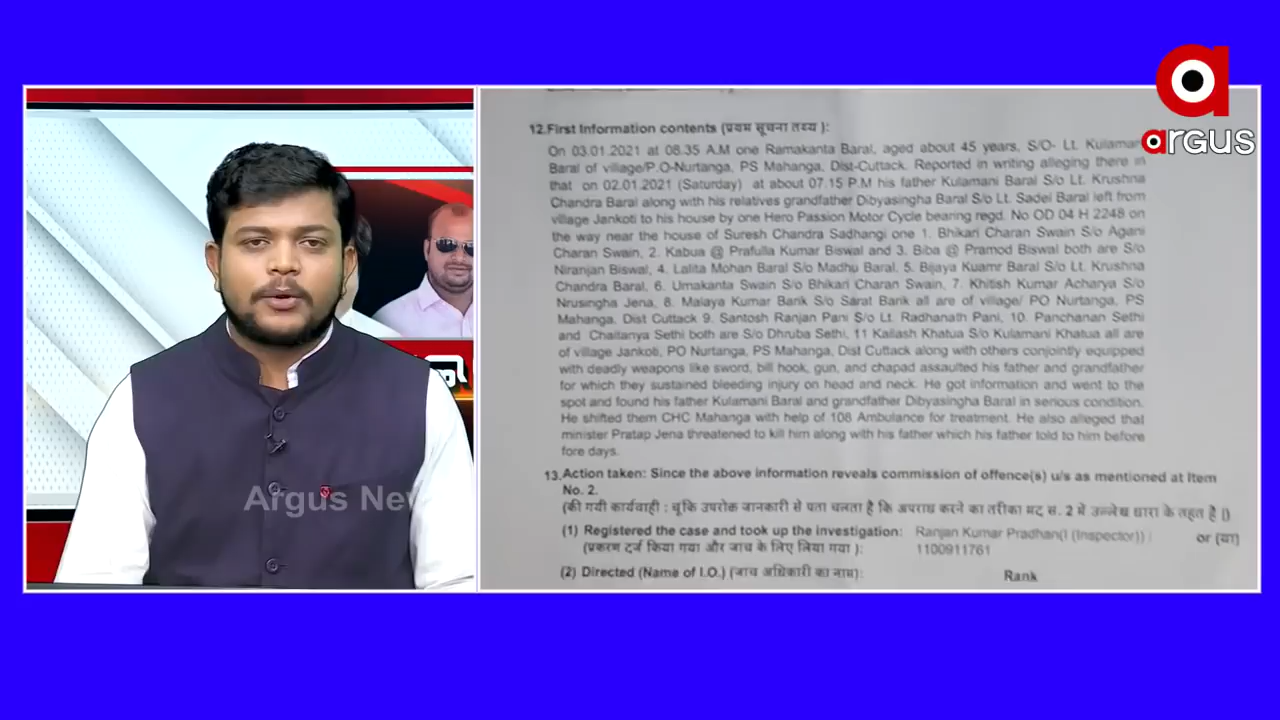 argus
Argus New
12.First Information contents (प्रथम सूचना तथ्य ):
On 03.01.2021 at 08.35 A.M one Ramakanta Baral, aged about 45 years, S/O- Lt. Kulamani
Baral of village/P.O-Nurtanga, PS Mahanga, Dist-Cuttack. Reported in writing alleging there in
that on 02.01.2021 (Saturday) at about 07.15 P.M his father Kulamani Baral S/o Lt. Krushna
Chandra Baral along with his relatives grandfather Dibyasingha Baral S/o Lt. Sadei Baral left from
village Jankoti to his house by one Hero Passion Motor Cycle bearing regd. No OD 04 H 2248 on
the way near the house of Suresh Chandra Sadhangi one 1. Bhikari Charan Swain S/o Agani
Charan Swain, 2. Kabua @ Prafulla Kumar Biswal and 3. Biba @ Pramod Biswal both are S/o
Niranjan Biswal, 4. Lalita Mohan Baral S/o Madhu Baral, 5. Bijaya Kuamr Baral S/o Lt. Krushna
Chandra Baral, 6. Umakanta Swain S/o Bhikari Charan Swain, 7. Khitish Kumar Acharya S/o
Nrusingha Jena, 8. Malaya Kumar Barik S/o Sarat Barik all are of village/ PO Nurtanga, PS
Mahanga, Dist Cuttack 9. Santosh Ranjan Pani S/o Lt. Radhanath Pani, 10. Panchanan Sethi
and Chaitanya Sethi both are S/o Dhruba Sethi, 11 Kailash Khatua S/o Kulamani Khatua all are
of village Jankoti, PO Nurtanga, PS Mahanga, Dist Cuttack along with others conjointly equipped
with deadly weapons like sword, bill hook, gun, and chapad assaulted his father and grandfather
for which they sustained bleeding injury on head and neck. He got information and went to the
spot and found his father Kulamani Baral and grandfather Dibyasingha Baral in serious condition.
He shifted them CHC Mahanga with help of 108 Ambulance for treatment. He also alleged that
minister Pratap Jena threatened to kill him along with his father which his father told to him before
fore days.
13.Action taken: Since the above information reveals commission of offence(s) u/s as mentioned at Item
No. 2.
(की गयी कार्यवाही : चूंकि उपरोक्त जानकारी से पता चलता है कि अपराध करने का तरीका मद स. 2 में उल्लेख धारा के तहत है |)
(1) Registered the case and took up the investigation: Ranjan Kumar Pradhan(I (Inspector)) or (या)
(प्रकरण दर्ज किया गया और जांच के लिए लिया गया ): 1100911761
(2) Directed (Name of I.O.) (जांच अधिकारी का नाम): Rank